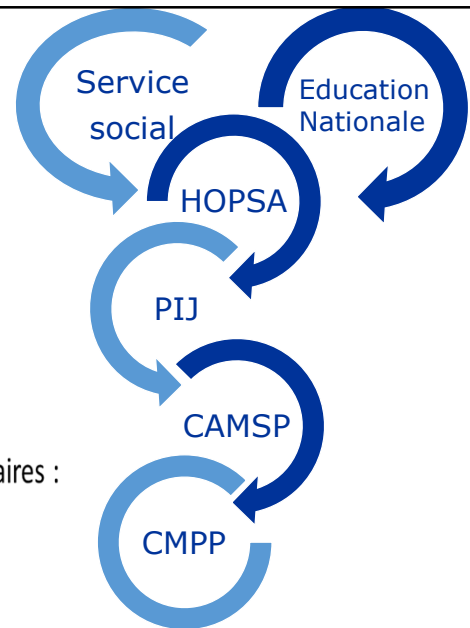 Service
social
Education
Nationale
HOPSA
PIJ
CAMSP
aires :
CMPP